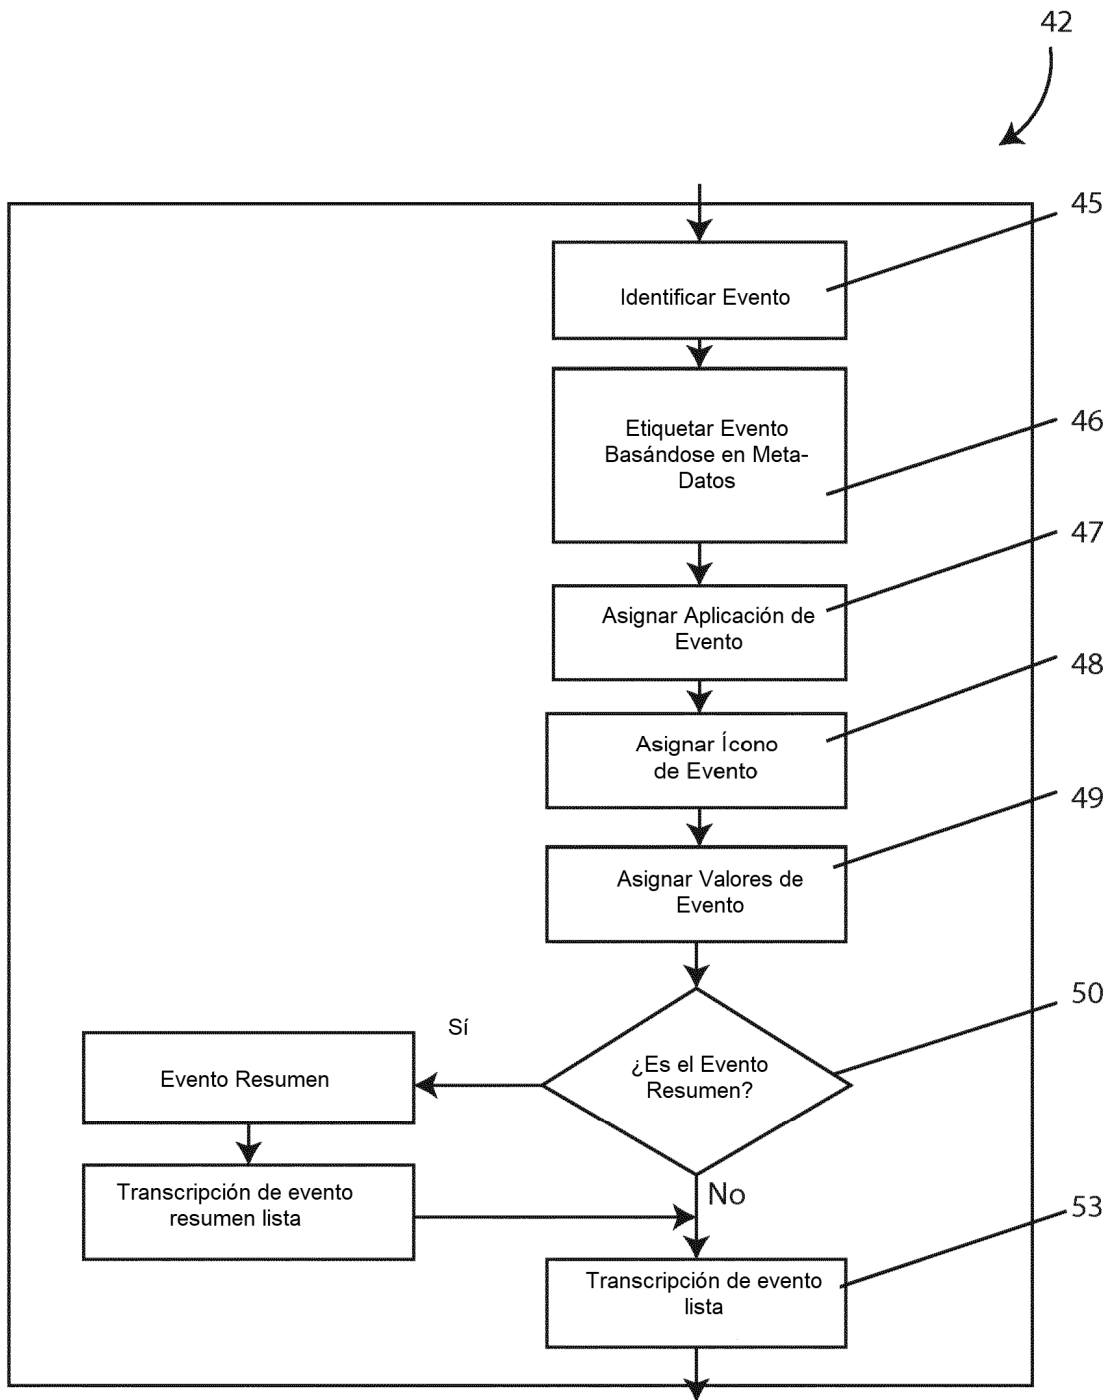 42
45
Identificar Evento
Etiquetar Evento
Basándose en Meta-
Datos
46
47
Asignar Aplicación de
Evento
48
Asignar Ícono
de Evento
49
Asignar Valores de
Evento
50
Sí
¿Es el Evento
Resumen?
Evento Resumen
No
Transcripción de evento
resumen lista
53
Transcripción de evento
lista